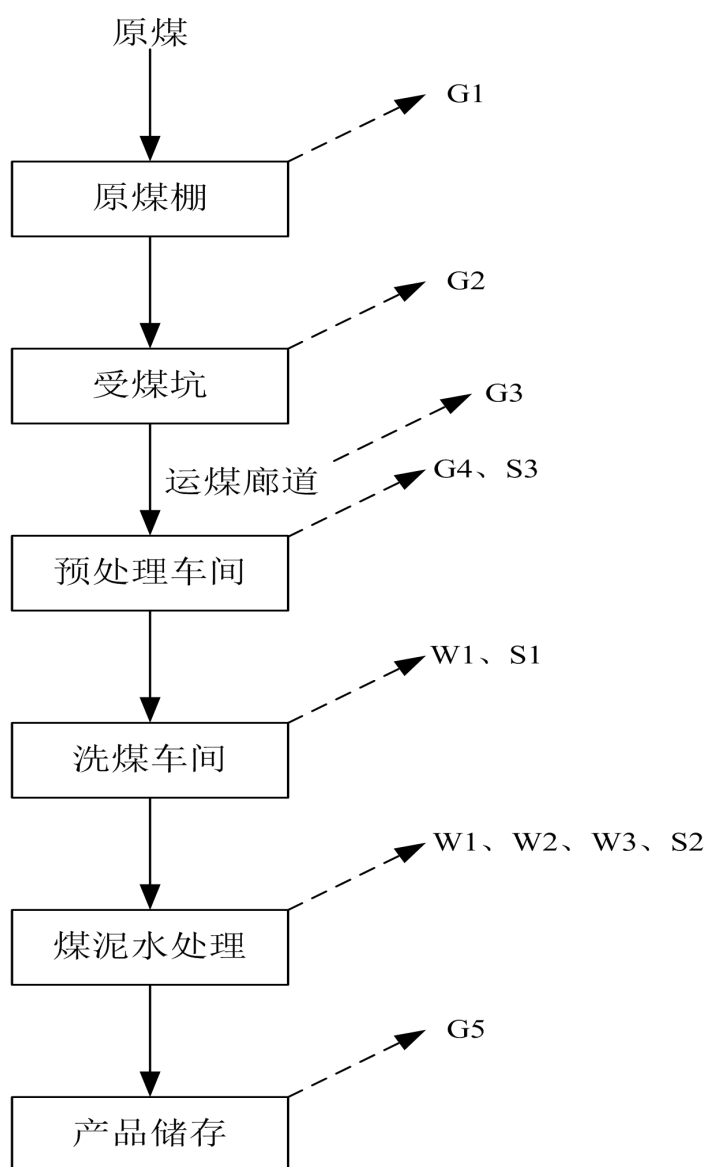 原煤
G1
原煤棚
G2
受煤坑
G3
运煤廊道
G4、S3
预处理车间
W1、S1
洗煤车间
W1、W2、W3、S2
煤泥水处理
G5
产品储存